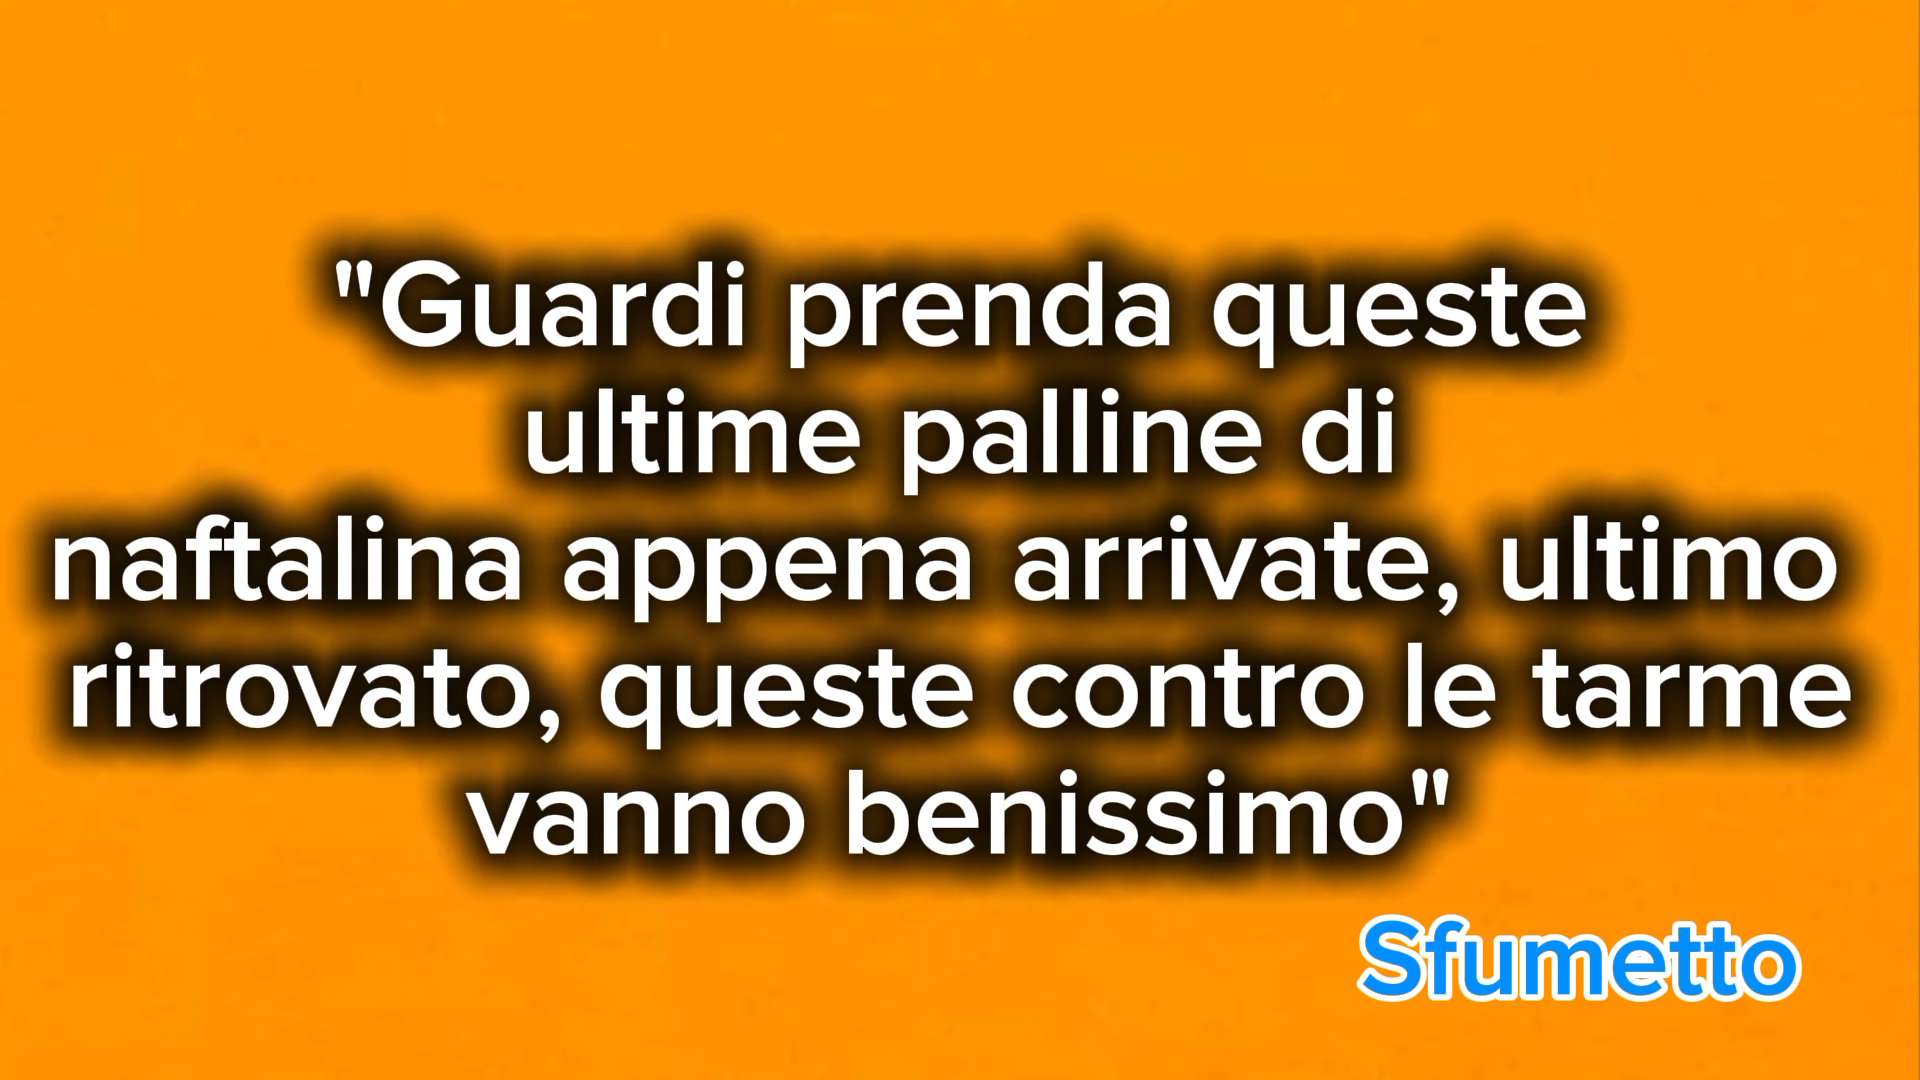 "Guardi prenda queste
ultime palline di
naftalina appena arrivate, ultimo
ritrovato, queste contro le tarme
vanno benissimo"
Sfumetto